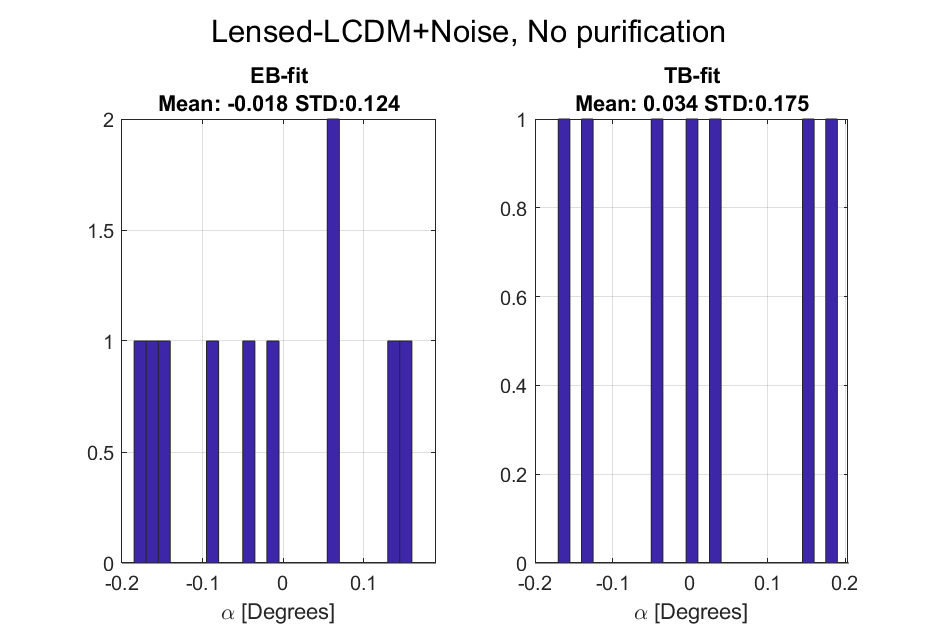 Lensed-LCDM+Noise, No purification
EB-fit
Mean: -0.018 STD:0.124
2
1.5
1
0.5
0
-0.2 -0.1 0 0.1
α [Degrees]
TB-fit
Mean: 0.034 STD:0.175
1
0.8
0.6
0.4
0.2
0
-0.2 -0.1 0 0.1 0.2
α [Degrees]